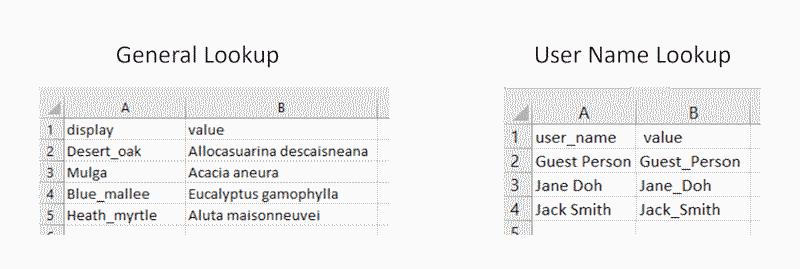 General Lookup
User Name Lookup
A B
1 display value
2 Desert_oak Allocasuarina descaisneana
3 Mulga Acacia aneura
4 Blue_mallee Eucalyptus gamophylla
5 Heath_myrtle Aluta maisonneuvei
A B
1 user_name value
2 Guest Person Guest_Person
3 Jane Doh Jane_Doh
4 Jack Smith Jack_Smith